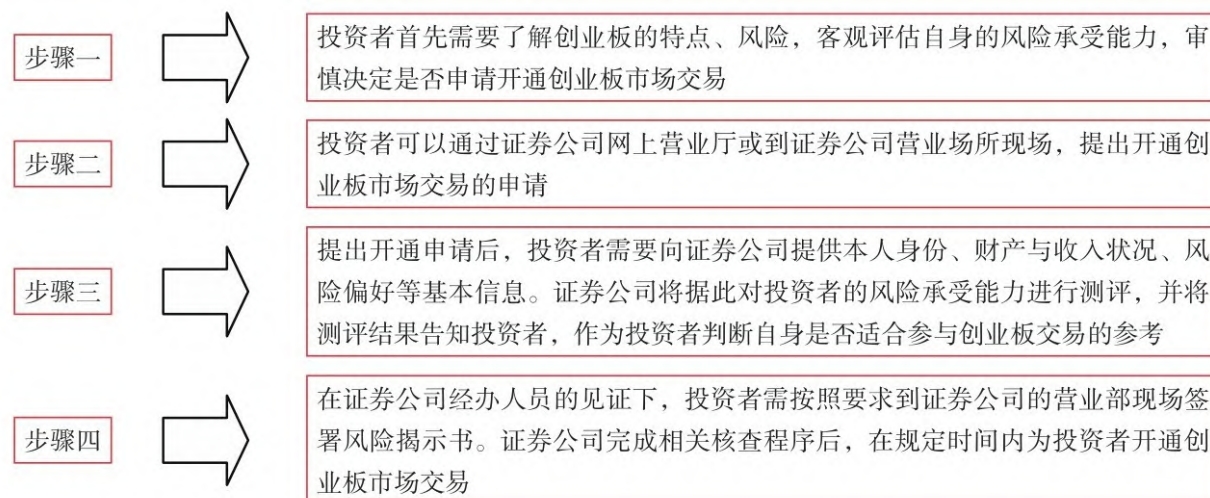 步骤一
投资者首先需要了解创业板的特点、风险，客观评估自身的风险承受能力，审
慎决定是否申请开通创业板市场交易
步骤二
投资者可以通过证券公司网上营业厅或到证券公司营业场所现场，提出开通创
业板市场交易的申请
步骤三
提出开通申请后，投资者需要向证券公司提供本人身份、财产与收入状况、风
险偏好等基本信息。证券公司将据此对投资者的风险承受能力进行测评，并将
测评结果告知投资者，作为投资者判断自身是否适合参与创业板交易的参考
步骤四
在证券公司经办人员的见证下，投资者需按照要求到证券公司的营业部现场签
署风险揭示书。证券公司完成相关核查程序后，在规定时间内为投资者开通创
业板市场交易